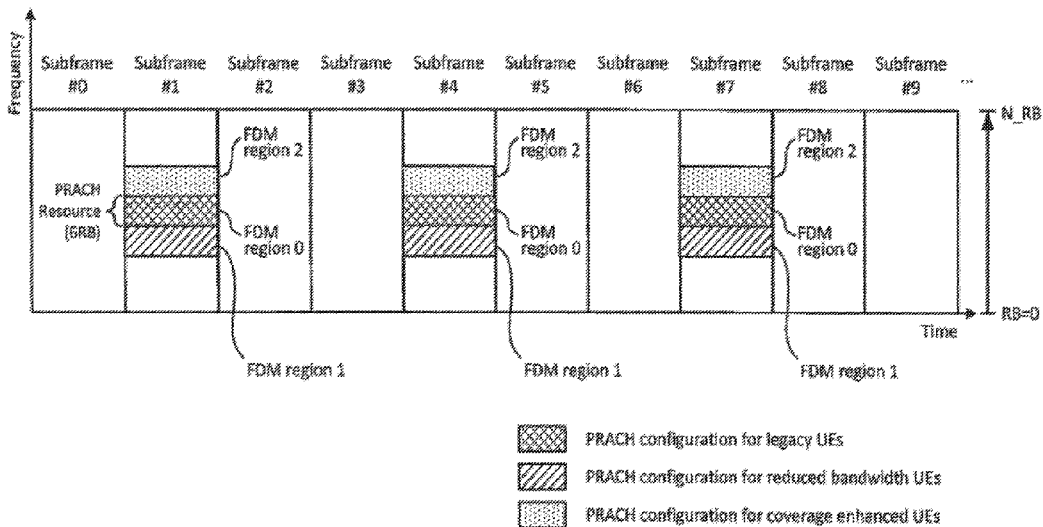 Frequency
Subframe #0
Subframe #1
Subframe #2
Subframe #3
Subframe #4
Subframe #5
Subframe #6
Subframe #7
Subframe #8
Subframe #9
...
N_RB
FDM region 2
FDM region 2
FDM region 2
PRACH Resource (6RB)
FDM region 0
FDM region 0
FDM region 0
RB=0
Time
FDM region 1
FDM region 1
FDM region 1
PRACH configuration for legacy UEs
PRACH configuration for reduced bandwidth UEs
PRACH configuration for coverage enhanced UEs